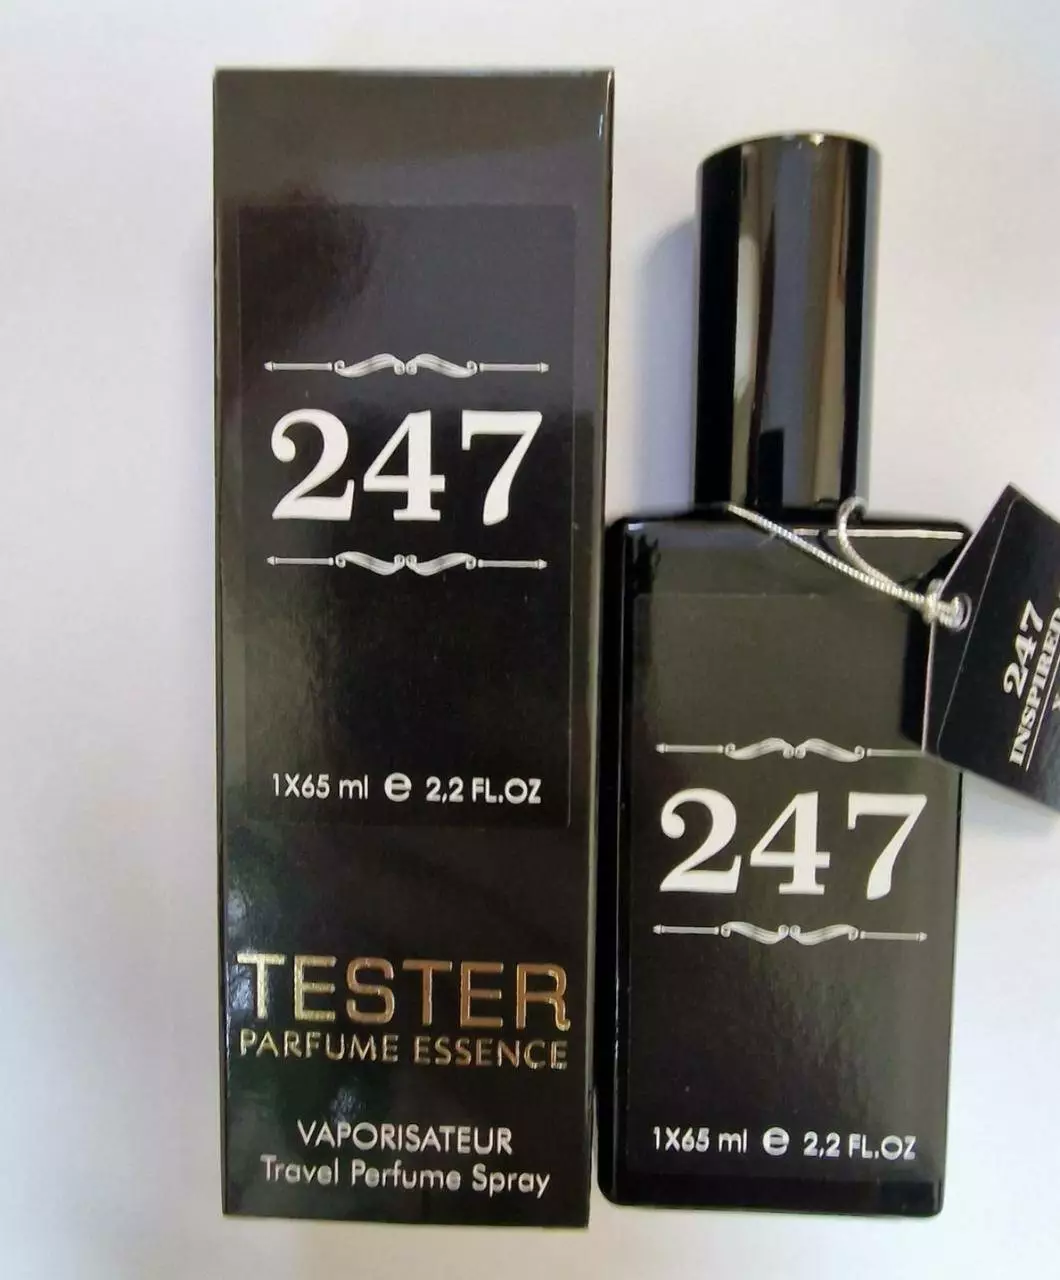 247
1X65 ml e 2,2 FL.OZ
TESTER
PARFUME ESSENCE
VAPORISATEUR
Travel Perfume Spray
247
1X65 ml e 2,2 FL.OZ
247
INSPIRED